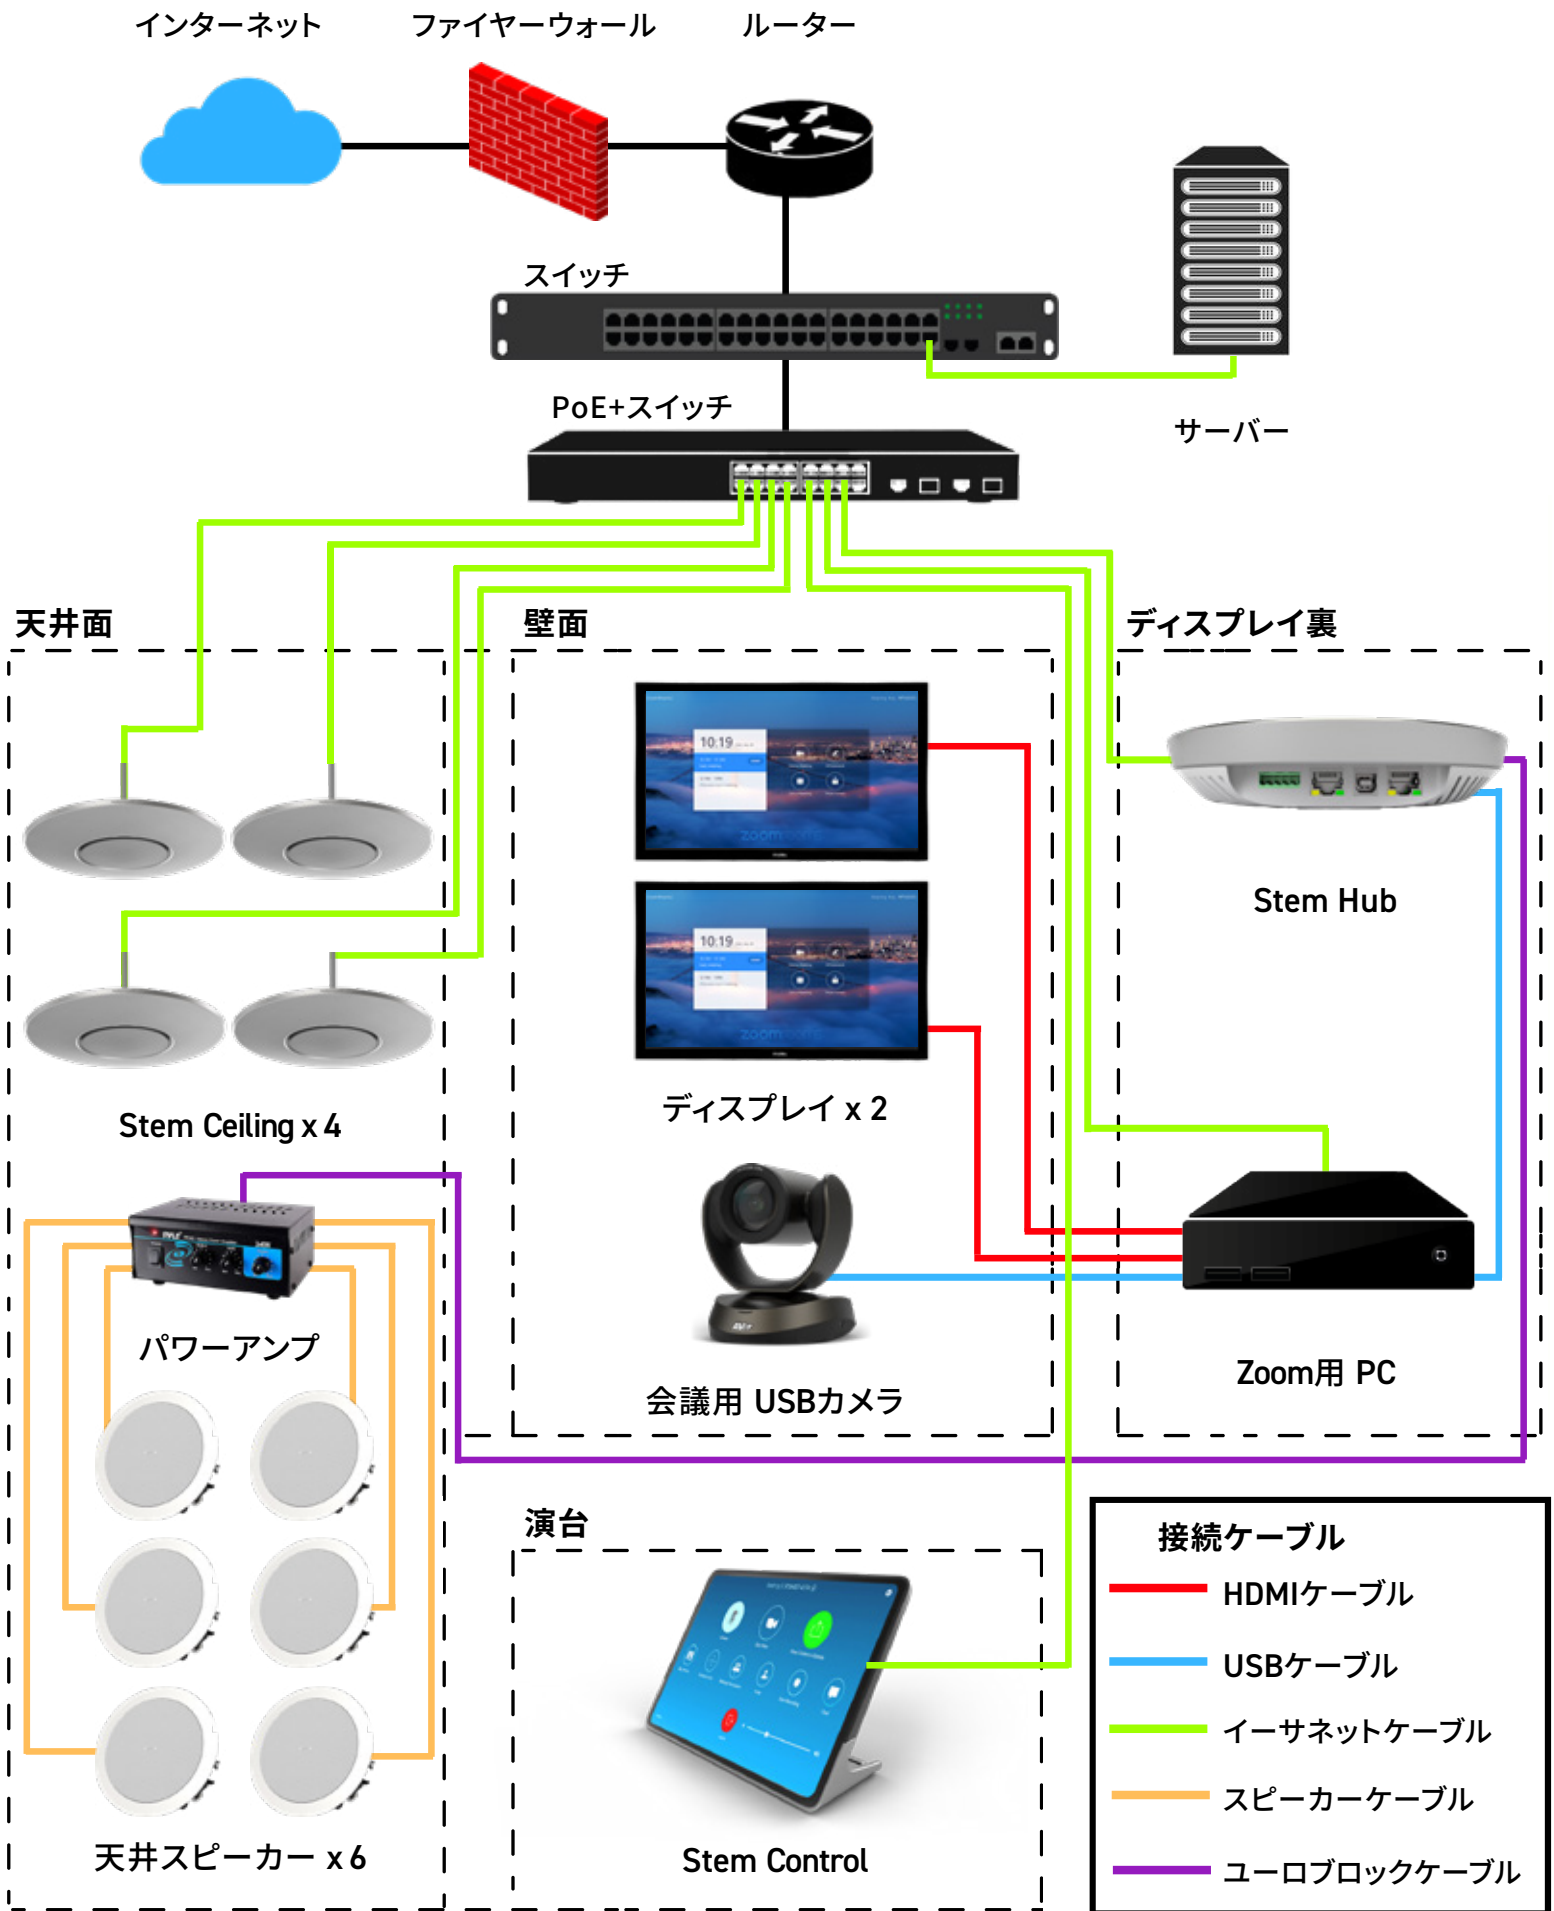 インターネット
ファイヤーウォール
ルーター
スイッチ
PoE+スイッチ
サーバー
天井面
壁面
ディスプレイ裏
10:19
zoom
Stem Hub
10:19
zoom
ディスプレイ x 2
Stem Ceiling x 4
パワーアンプ
会議用 USBカメラ
Zoom用 PC
演台
接続ケーブル
HDMIケーブル
USBケーブル
イーサネットケーブル
スピーカーケーブル
ユーロブロックケーブル
天井スピーカー x 6
Stem Control